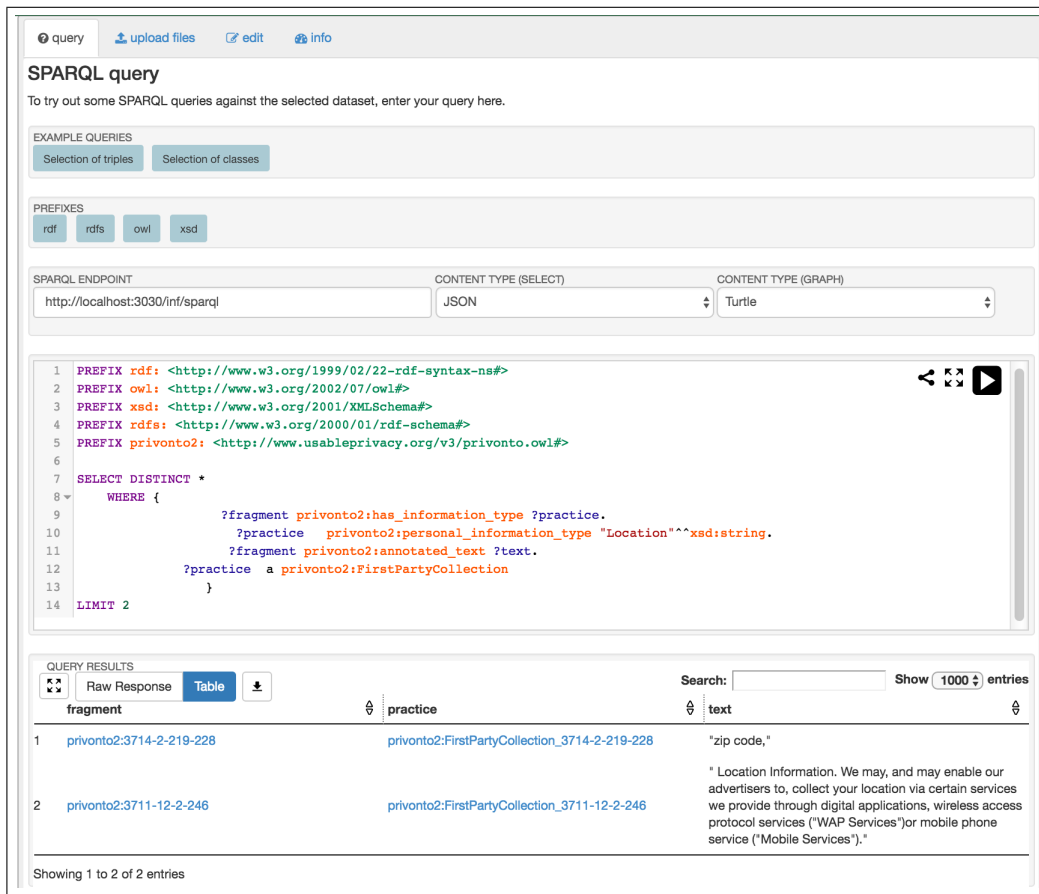 query upload files edit info
SPARQL query
To try out some SPARQL queries against the selected dataset, enter your query here.
EXAMPLE QUERIES
Selection of triples Selection of classes
PREFIXES
rdf rdfs owl xsd
SPARQL ENDPOINT CONTENT TYPE (SELECT) CONTENT TYPE (GRAPH)
http://localhost:3030/inf/sparql JSON Turtle
1 PREFIX rdf: <http://www.w3.org/1999/02/22-rdf-syntax-ns#>
2 PREFIX owl: <http://www.w3.org/2002/07/owl#>
3 PREFIX xsd: <http://www.w3.org/2001/XMLSchema#>
4 PREFIX rdfs: <http://www.w3.org/2000/01/rdf-schema#>
5 PREFIX privonto2: <http://www.usableprivacy.org/v3/privonto.owl#>
6
7 SELECT DISTINCT *
8 WHERE {
9 ?fragment privonto2:has_information_type ?practice.
10 ?practice privonto2:personal_information_type "Location"^^xsd:string.
11 ?fragment privonto2:annotated_text ?text.
12 ?practice a privonto2:FirstPartyCollection
13 }
14 LIMIT 2
QUERY RESULTS
Raw Response Table Search: Show 1000 entries
fragment practice text
1 privonto2:3714-2-219-228 privonto2:FirstPartyCollection_3714-2-219-228 "zip code,"
" Location Information. We may, and may enable our
advertisers to, collect your location via certain services
2 privonto2:3711-12-2-246 privonto2:FirstPartyCollection_3711-12-2-246 we provide through digital applications, wireless access
protocol services ("WAP Services")or mobile phone
service ("Mobile Services")."
Showing 1 to 2 of 2 entries